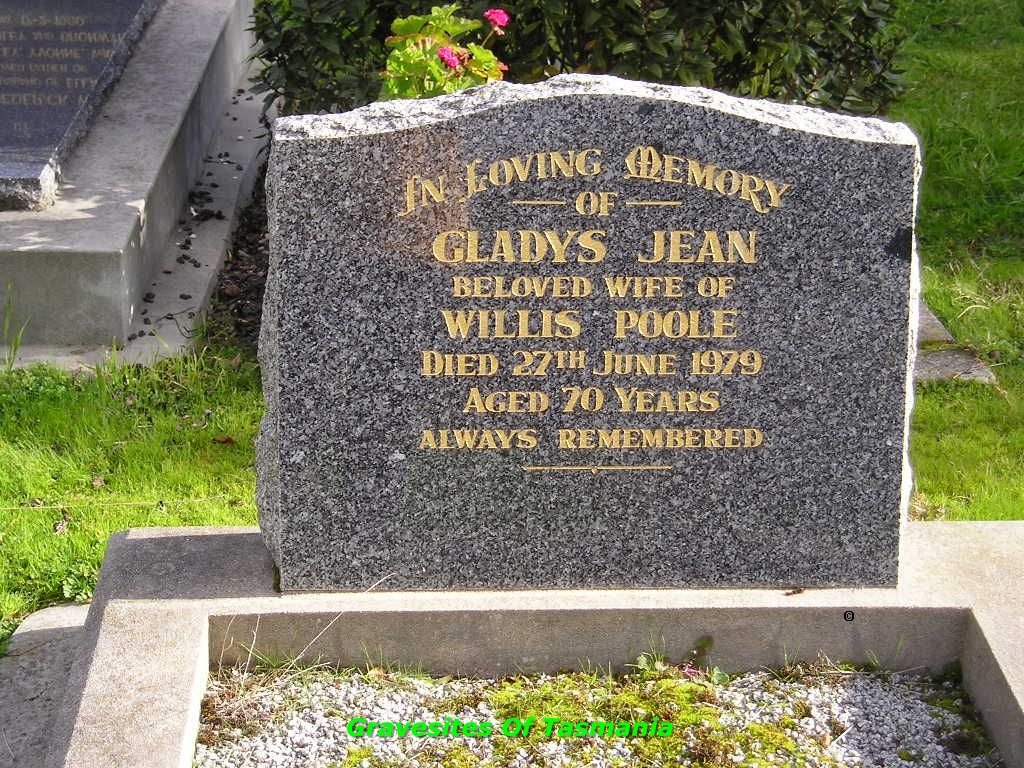 In Loving Memory
of
GLADYS JEAN
BELOVED WIFE OF
WILLIS POOLE
DIED 27TH JUNE 1979
AGED 70 YEARS
ALWAYS REMEMBERED
©
Gravesites Of Tasmania